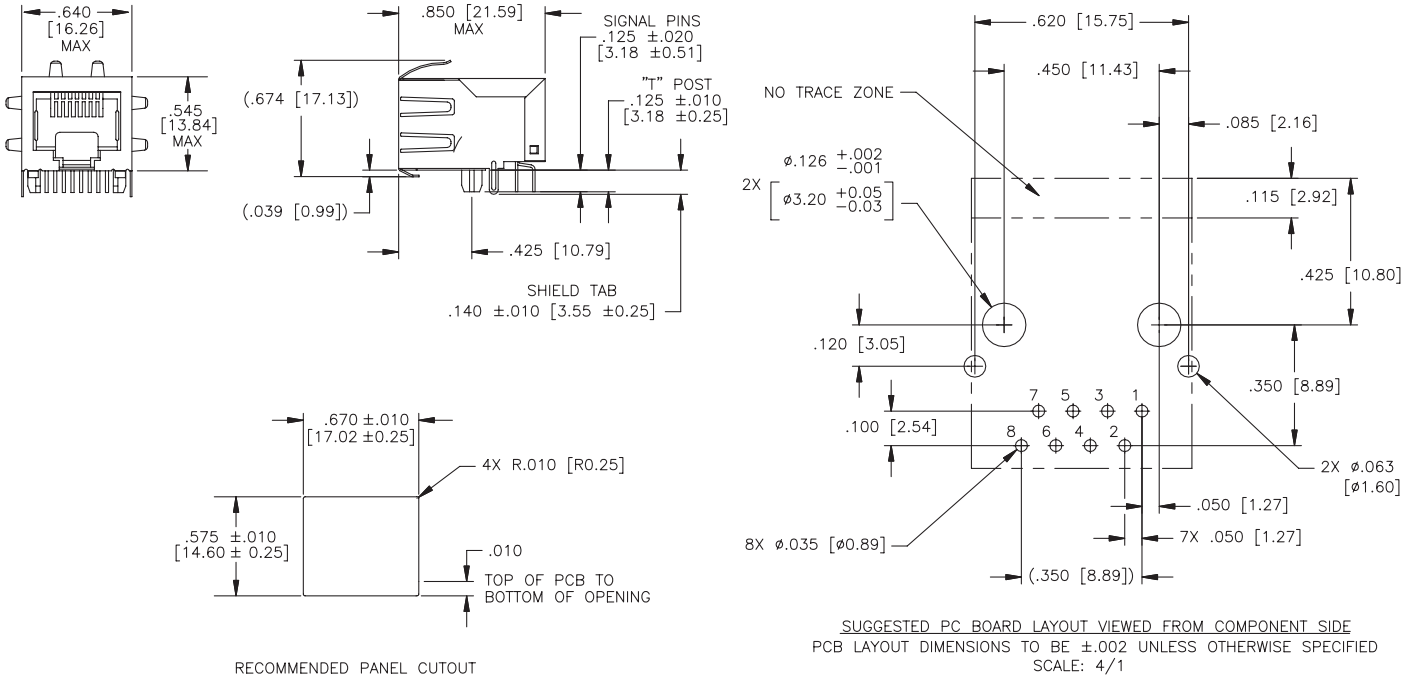 .640
[16.26]
MAX
.545
[13.84]
MAX
.850 [21.59]
MAX
SIGNAL PINS
.125 ±.020
[3.18 ±0.51]
"T" POST
.125 ±.010
[3.18 ±0.25]
(.674 [17.13])
(.039 [0.99])
.425 [10.79]
SHIELD TAB
.140 ±.010 [3.55 ±0.25]
.670 ±.010
[17.02 ±0.25]
4X R.010 [R0.25]
.575 ±.010
[14.60 ± 0.25]
.010
TOP OF PCB TO
BOTTOM OF OPENING
RECOMMENDED PANEL CUTOUT
.620 [15.75]
.450 [11.43]
NO TRACE ZONE
.085 [2.16]
ø.126 +.002 -.001
2X [ø3.20 +0.05 -0.03]
.115 [2.92]
.425 [10.80]
.120 [3.05]
.350 [8.89]
7 5 3 1
.100 [2.54]
8 6 4 2
2X ø.063
[ø1.60]
.050 [1.27]
8X ø.035 [ø0.89]
7X .050 [1.27]
(.350 [8.89])
SUGGESTED PC BOARD LAYOUT VIEWED FROM COMPONENT SIDE
PCB LAYOUT DIMENSIONS TO BE ±.002 UNLESS OTHERWISE SPECIFIED
SCALE: 4/1